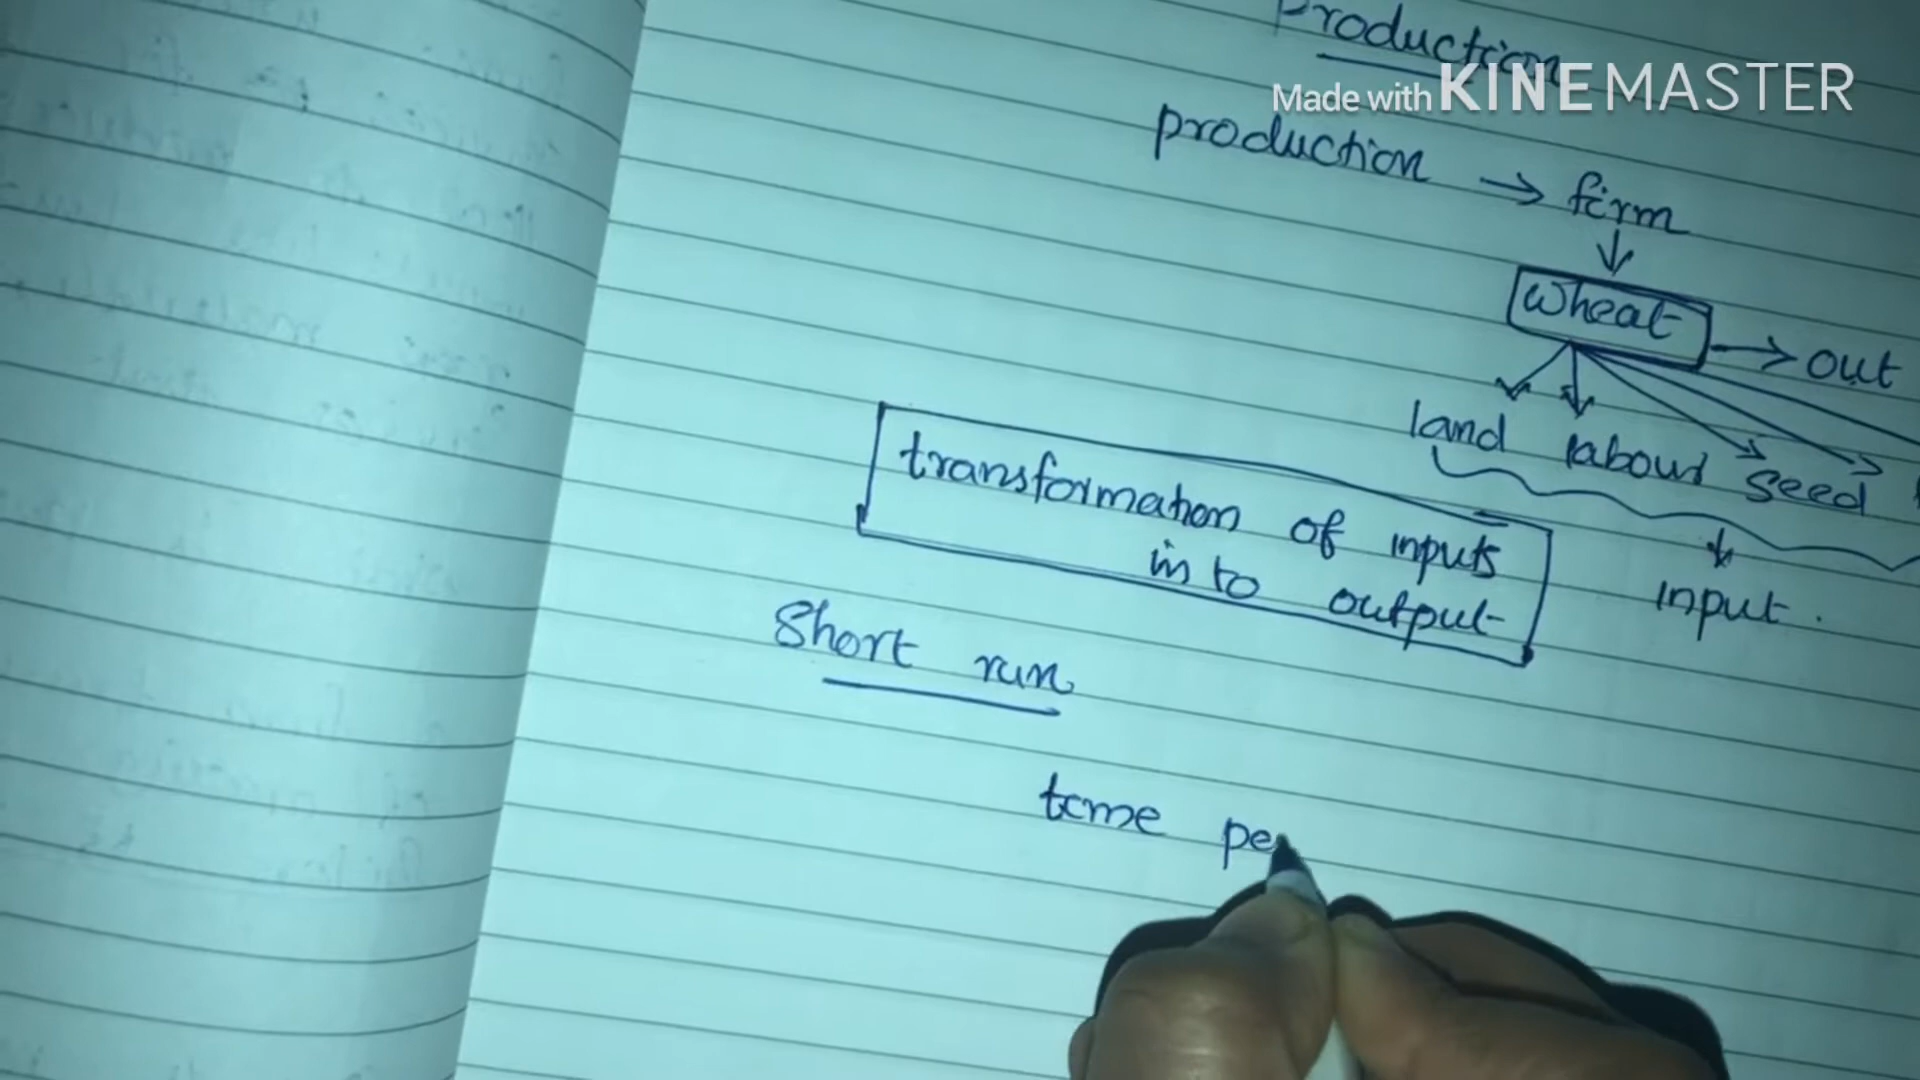 Production
Made with KINEMASTER
production → firm
wheat → out
land labour seed
transformation of inputs
in to output
input.
Short run
time pe